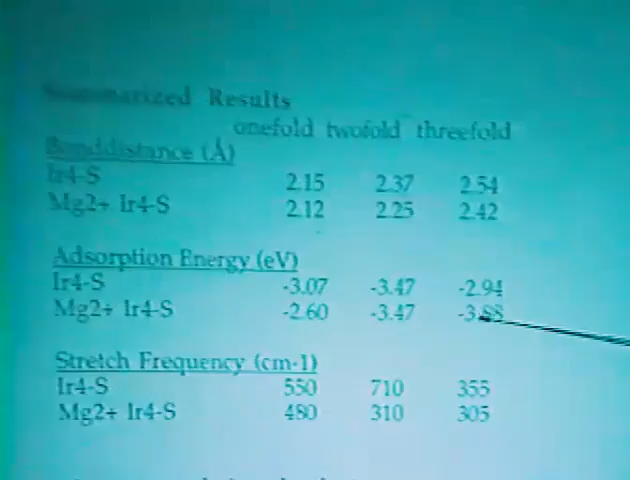 Summarized Results
onefold twofold threefold
Bonddistance (Å)
Ir4-S 2.15 2.37 2.54
Mg2+ Ir4-S 2.12 2.25 2.42
Adsorption Energy (eV)
Ir4-S -3.07 -3.47 -2.94
Mg2+ Ir4-S -2.60 -3.47
Stretch Frequency (cm-1)
Ir4-S 550 710 355
Mg2+ Ir4-S 480 310 305